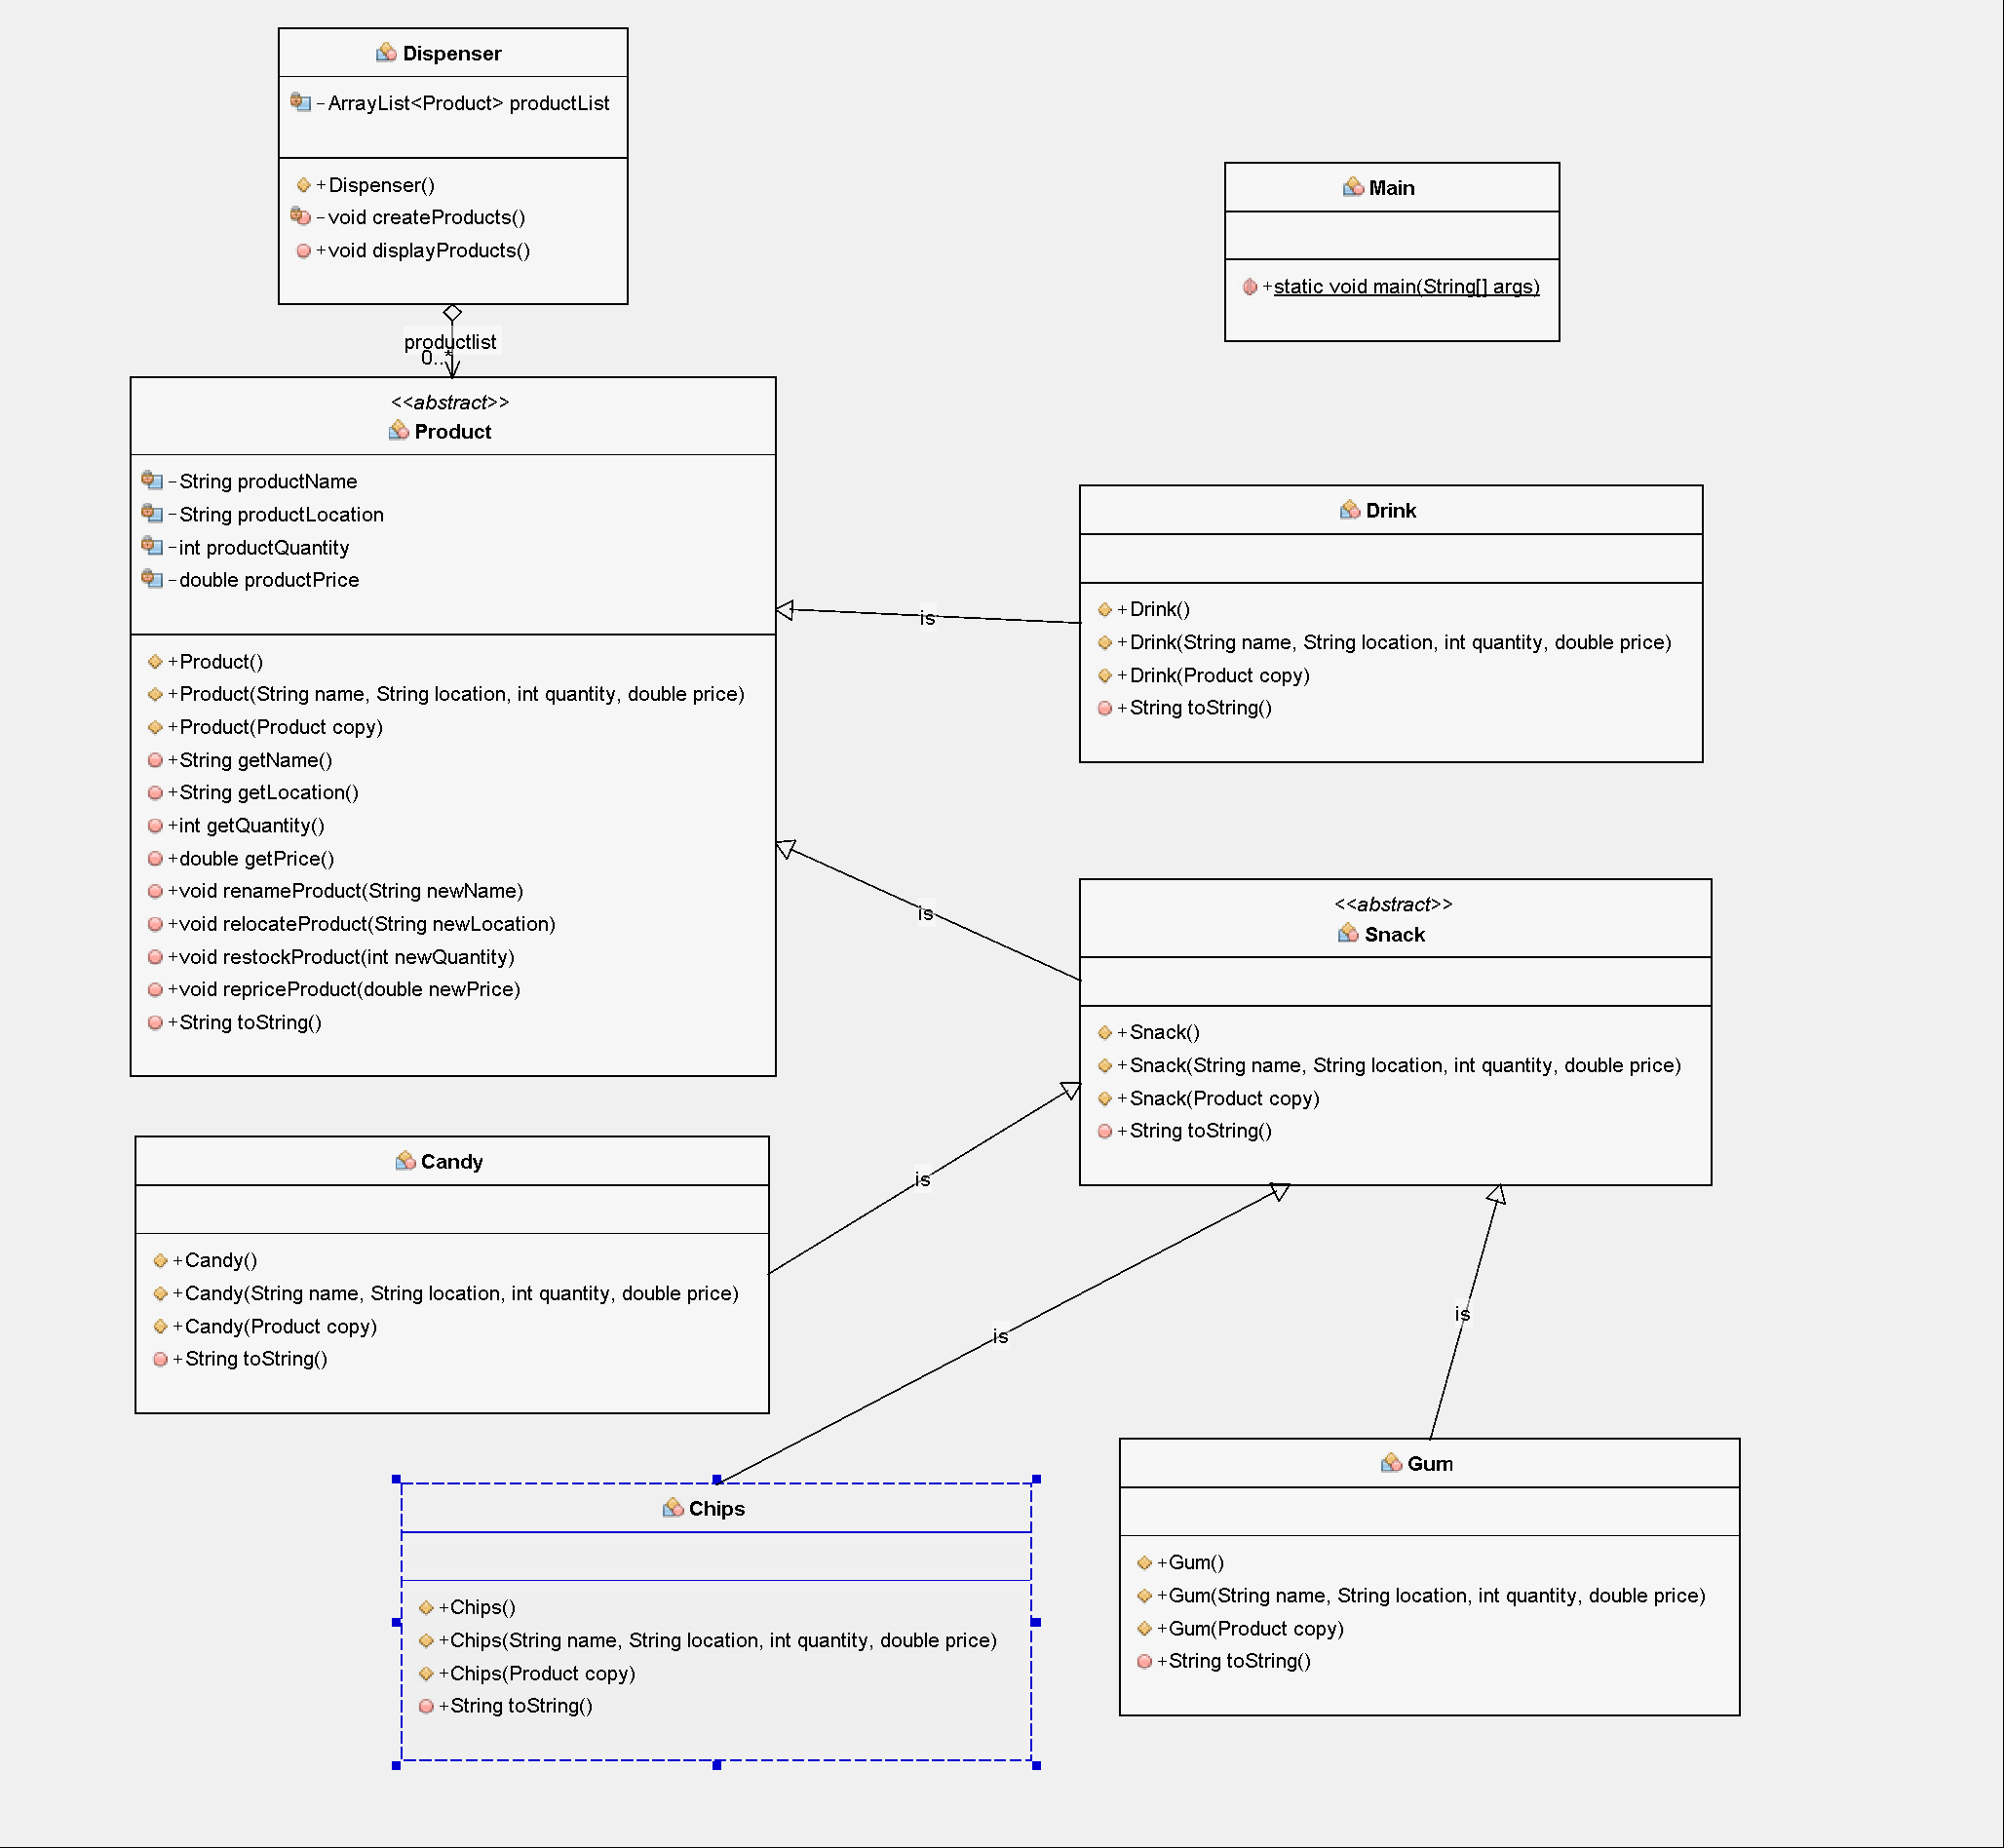 Dispenser
-ArrayList<Product> productList
+Dispenser()
-void createProducts()
+void displayProducts()
productlist
0..*
<<abstract>>
Product
-String productName
-String productLocation
-int productQuantity
-double productPrice
+Product()
+Product(String name, String location, int quantity, double price)
+Product(Product copy)
+String getName()
+String getLocation()
+int getQuantity()
+double getPrice()
+void renameProduct(String newName)
+void relocateProduct(String newLocation)
+void restockProduct(int newQuantity)
+void repriceProduct(double newPrice)
+String toString()
Main
+static void main(String[] args)
Drink
+Drink()
+Drink(String name, String location, int quantity, double price)
+Drink(Product copy)
+String toString()
is
is
<<abstract>>
Snack
+Snack()
+Snack(String name, String location, int quantity, double price)
+Snack(Product copy)
+String toString()
Candy
+Candy()
+Candy(String name, String location, int quantity, double price)
+Candy(Product copy)
+String toString()
is
is
is
Chips
+Chips()
+Chips(String name, String location, int quantity, double price)
+Chips(Product copy)
+String toString()
Gum
+Gum()
+Gum(String name, String location, int quantity, double price)
+Gum(Product copy)
+String toString()